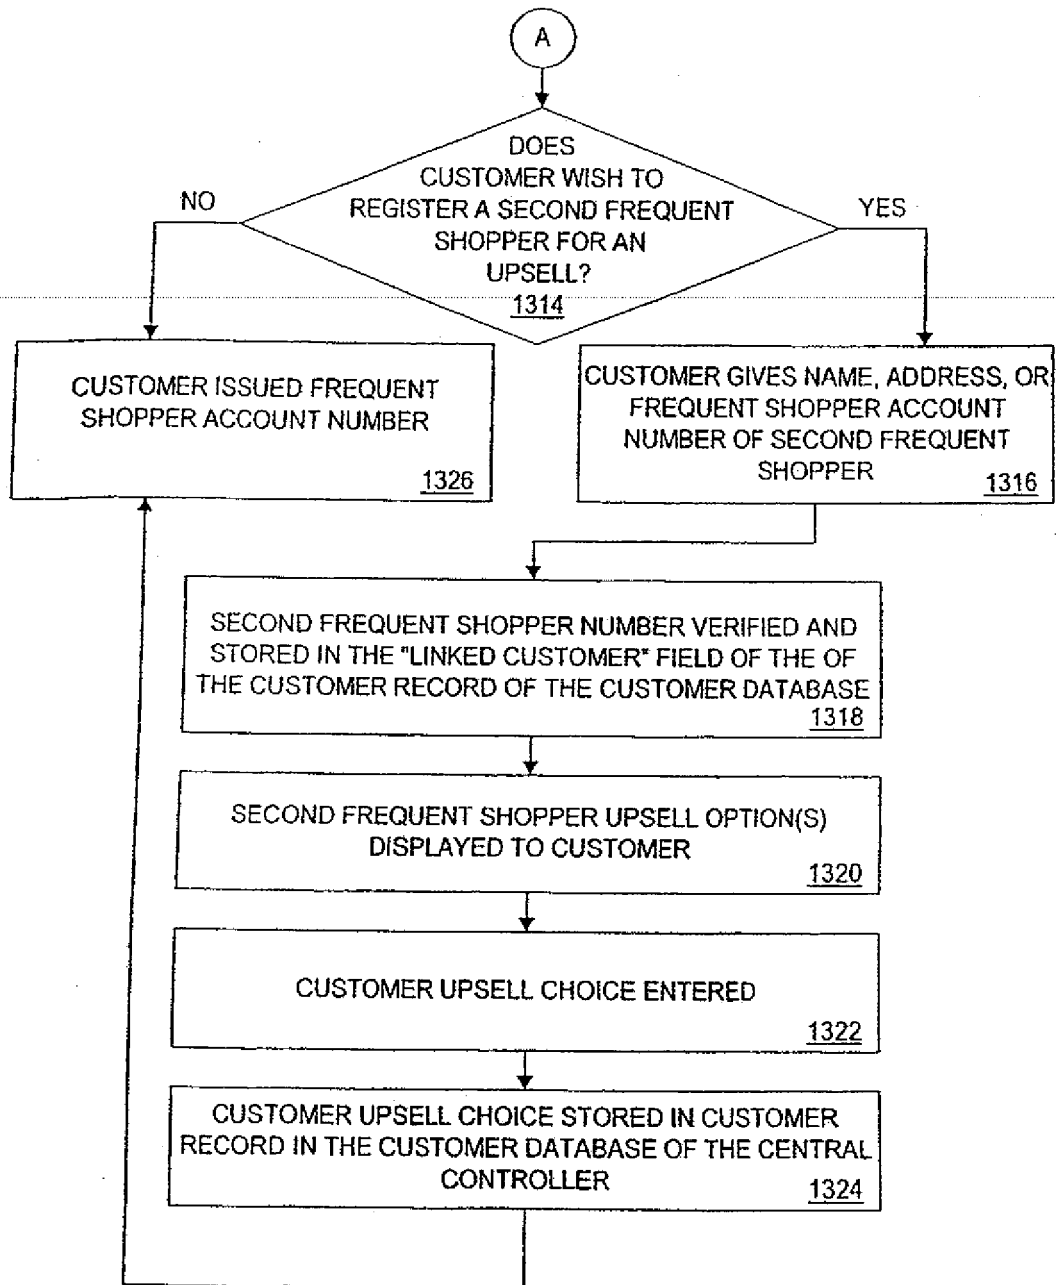 A
DOES
CUSTOMER WISH TO
REGISTER A SECOND FREQUENT
SHOPPER FOR AN
UPSELL?
1314
NO
YES
CUSTOMER ISSUED FREQUENT
SHOPPER ACCOUNT NUMBER
1326
CUSTOMER GIVES NAME, ADDRESS, OR
FREQUENT SHOPPER ACCOUNT
NUMBER OF SECOND FREQUENT
SHOPPER
1316
SECOND FREQUENT SHOPPER NUMBER VERIFIED AND
STORED IN THE "LINKED CUSTOMER" FIELD OF THE OF
THE CUSTOMER RECORD OF THE CUSTOMER DATABASE
1318
SECOND FREQUENT SHOPPER UPSELL OPTION(S)
DISPLAYED TO CUSTOMER
1320
CUSTOMER UPSELL CHOICE ENTERED
1322
CUSTOMER UPSELL CHOICE STORED IN CUSTOMER
RECORD IN THE CUSTOMER DATABASE OF THE CENTRAL
CONTROLLER
1324